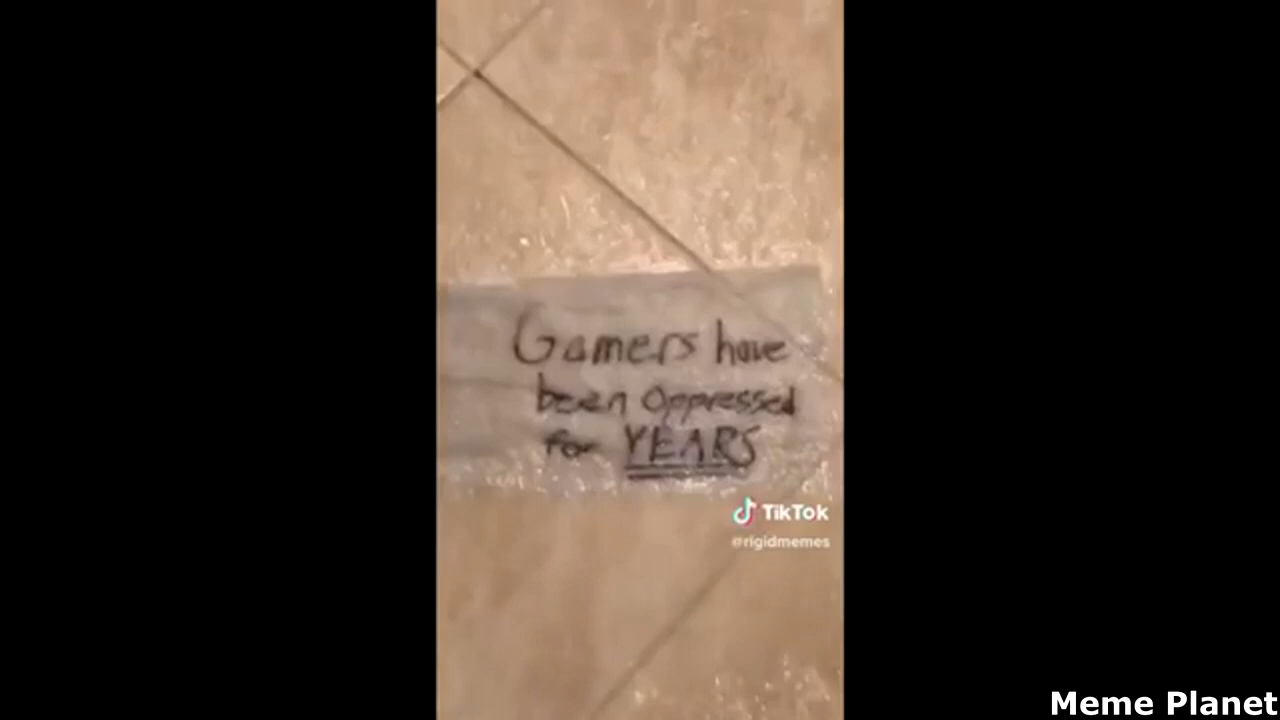 Gamers have
been oppressed
for YEARS
TikTok
@rigidmemes
Meme Planet